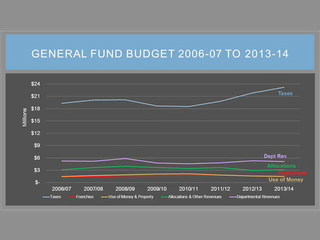 GENERAL FUND BUDGET 2006-07 TO 2013-14
$24
$21
$18
$15
$12
$9
$6
$3
$-
Millions
Taxes
Dept Rev
Allocations
Use of Money
2006/07 2007/08 2008/09 2009/10 2010/11 2011/12 2012/13 2013/14
Taxes Franchise Use of Money & Property Allocations & Other Revenues Departmental Revenues